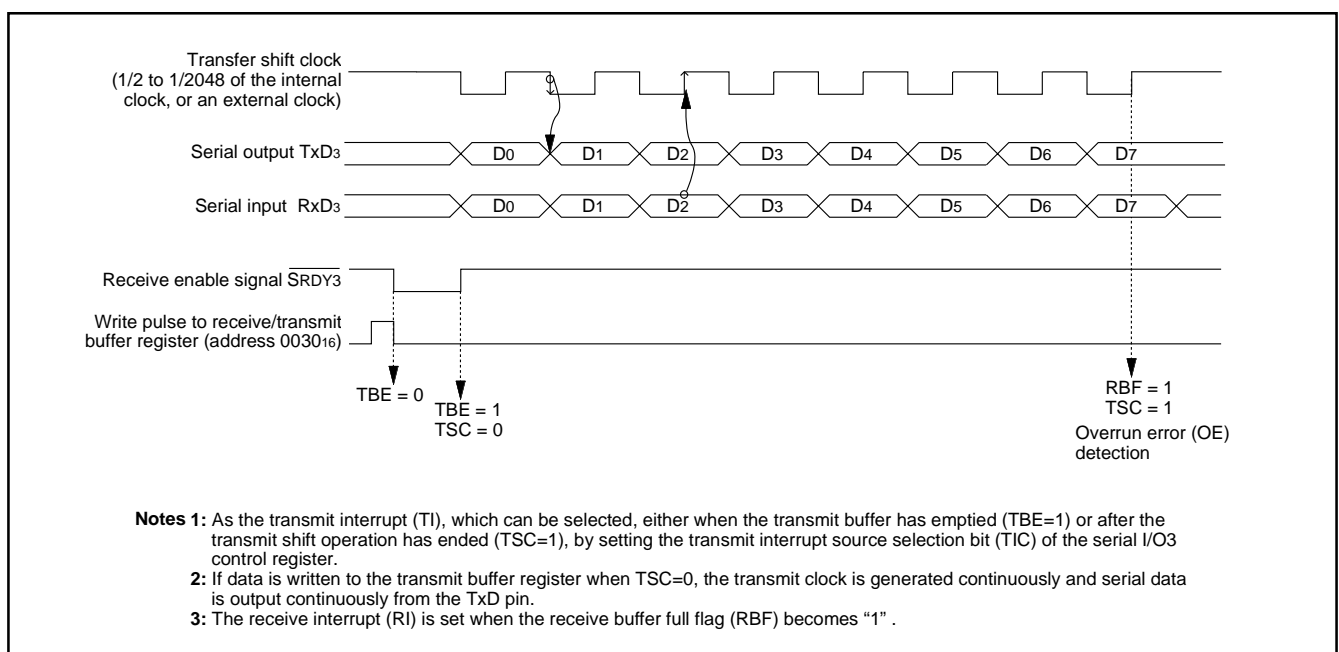 Transfer shift clock
(1/2 to 1/2048 of the internal
clock, or an external clock)
Serial output TxD3 D0 D1 D2 D3 D4 D5 D6 D7
Serial input RxD3 D0 D1 D2 D3 D4 D5 D6 D7
Receive enable signal SRDY3
Write pulse to receive/transmit
buffer register (address 003016)
TBE = 0
TBE = 1
TSC = 0
RBF = 1
TSC = 1
Overrun error (OE)
detection
Notes 1: As the transmit interrupt (TI), which can be selected, either when the transmit buffer has emptied (TBE=1) or after the
transmit shift operation has ended (TSC=1), by setting the transmit interrupt source selection bit (TIC) of the serial I/O3
control register.
2: If data is written to the transmit buffer register when TSC=0, the transmit clock is generated continuously and serial data
is output continuously from the TxD pin.
3: The receive interrupt (RI) is set when the receive buffer full flag (RBF) becomes “1” .